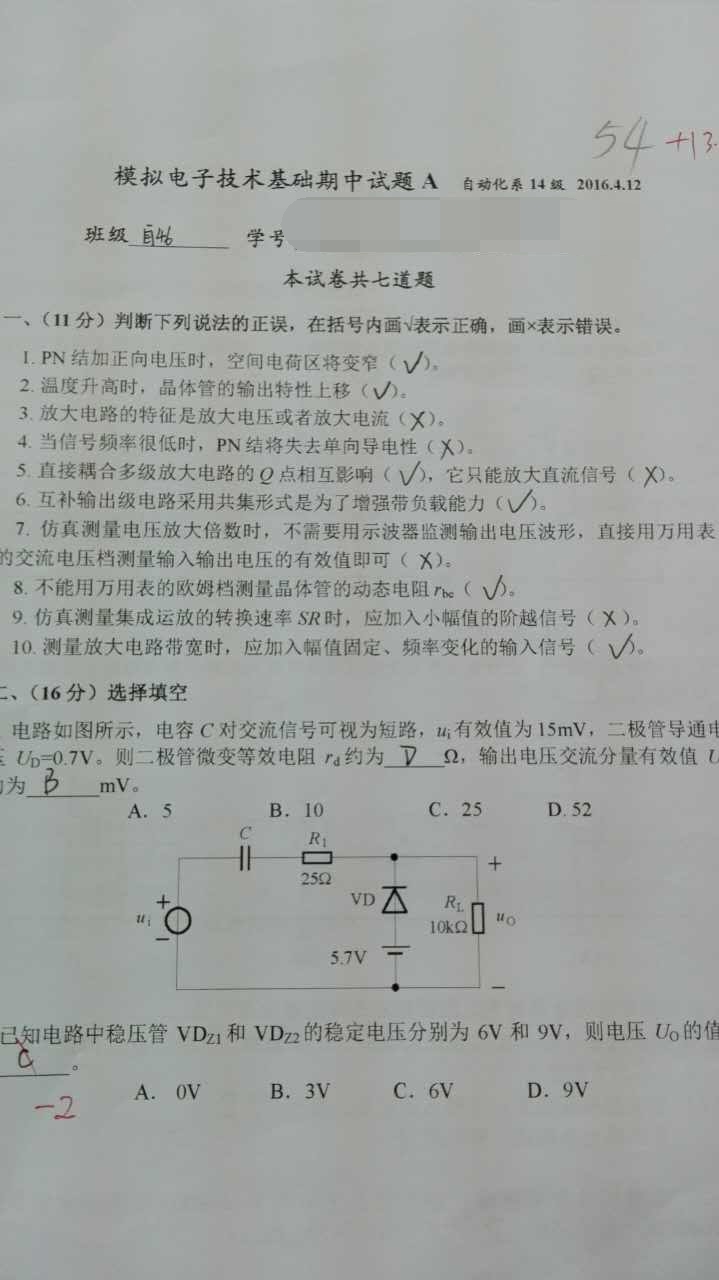 54 +13.
模拟电子技术基础期中试题 A 自动化系 14 级 2016.4.12
班级 自46 学号
本试卷共七道题
一、（11 分）判断下列说法的正误，在括号内画√表示正确，画×表示错误。
1. PN 结加正向电压时，空间电荷区将变窄（ √ ）。
2. 温度升高时，晶体管的输出特性上移（ √ ）。
3. 放大电路的特征是放大电压或者放大电流（ × ）。
4. 当信号频率很低时，PN 结将失去单向导电性（ × ）。
5. 直接耦合多级放大电路的 Q 点相互影响（ √ ），它只能放大直流信号（ × ）。
6. 互补输出级电路采用共集形式是为了增强带负载能力（ √ ）。
7. 仿真测量电压放大倍数时，不需要用示波器监测输出电压波形，直接用万用表
的交流电压档测量输入输出电压的有效值即可（ × ）。
8. 不能用万用表的欧姆档测量晶体管的动态电阻 rbe（ √ ）。
9. 仿真测量集成运放的转换速率 SR 时，应加入小幅值的阶越信号（ × ）。
10. 测量放大电路带宽时，应加入幅值固定、频率变化的输入信号（ √ ）。
二、（16 分）选择填空
电路如图所示，电容 C 对交流信号可视为短路，ui 有效值为 15mV，二极管导通电
压 UD=0.7V。则二极管微变等效电阻 rd 约为 D Ω，输出电压交流分量有效值 U
约为 B mV。
A. 5 B. 10 C. 25 D. 52
C R1
25Ω
+ ui − VD RL 10kΩ + uO −
5.7V
已知电路中稳压管 VDZ1 和 VDZ2 的稳定电压分别为 6V 和 9V，则电压 UO 的值
C 。
-2 A. 0V B. 3V C. 6V D. 9V